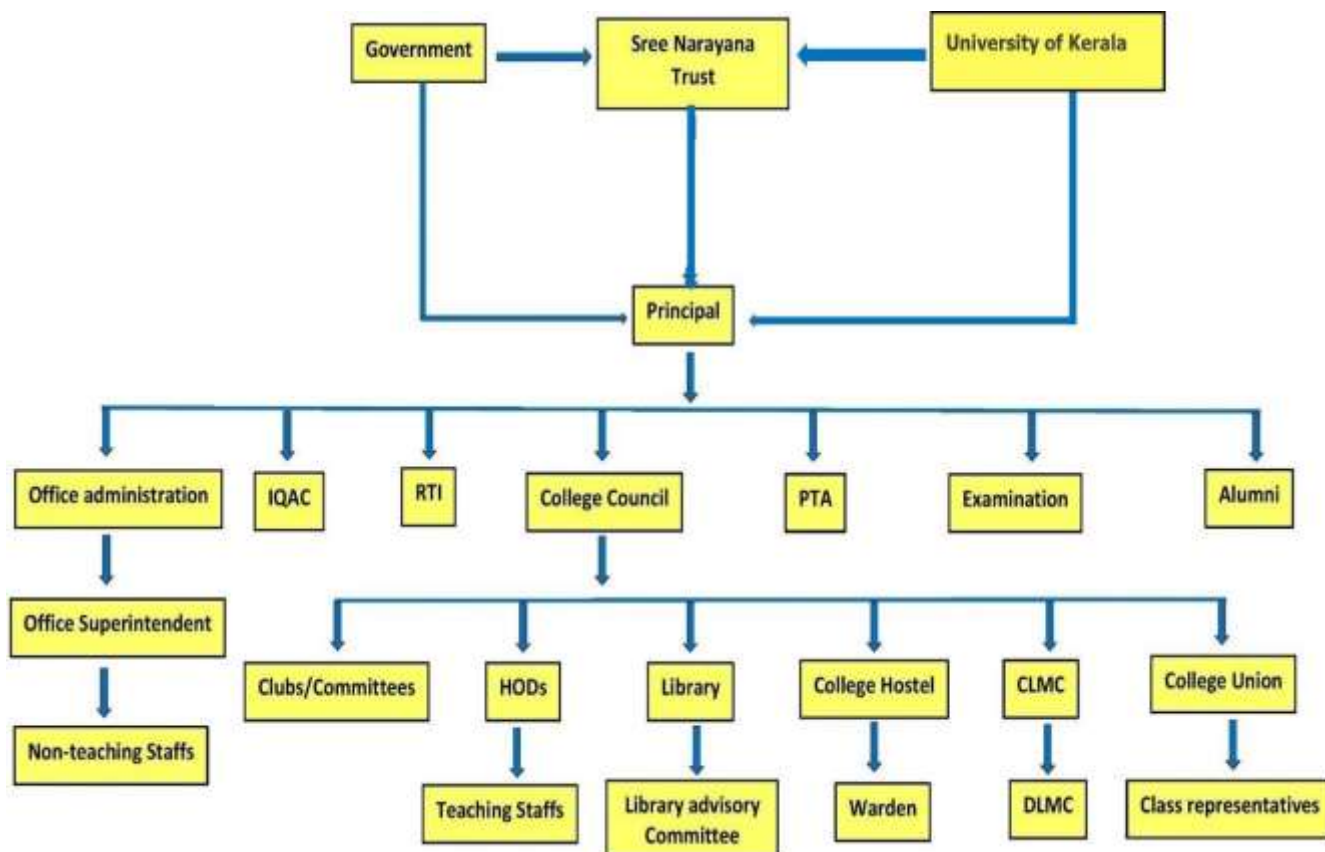 Government
Sree Narayana
Trust
University of Kerala
Principal
Office administration
IQAC
RTI
College Council
PTA
Examination
Alumni
Office Superintendent
Clubs/Committees
HODs
Library
College Hostel
CLMC
College Union
Non-teaching Staffs
Teaching Staffs
Library advisory
Committee
Warden
DLMC
Class representatives